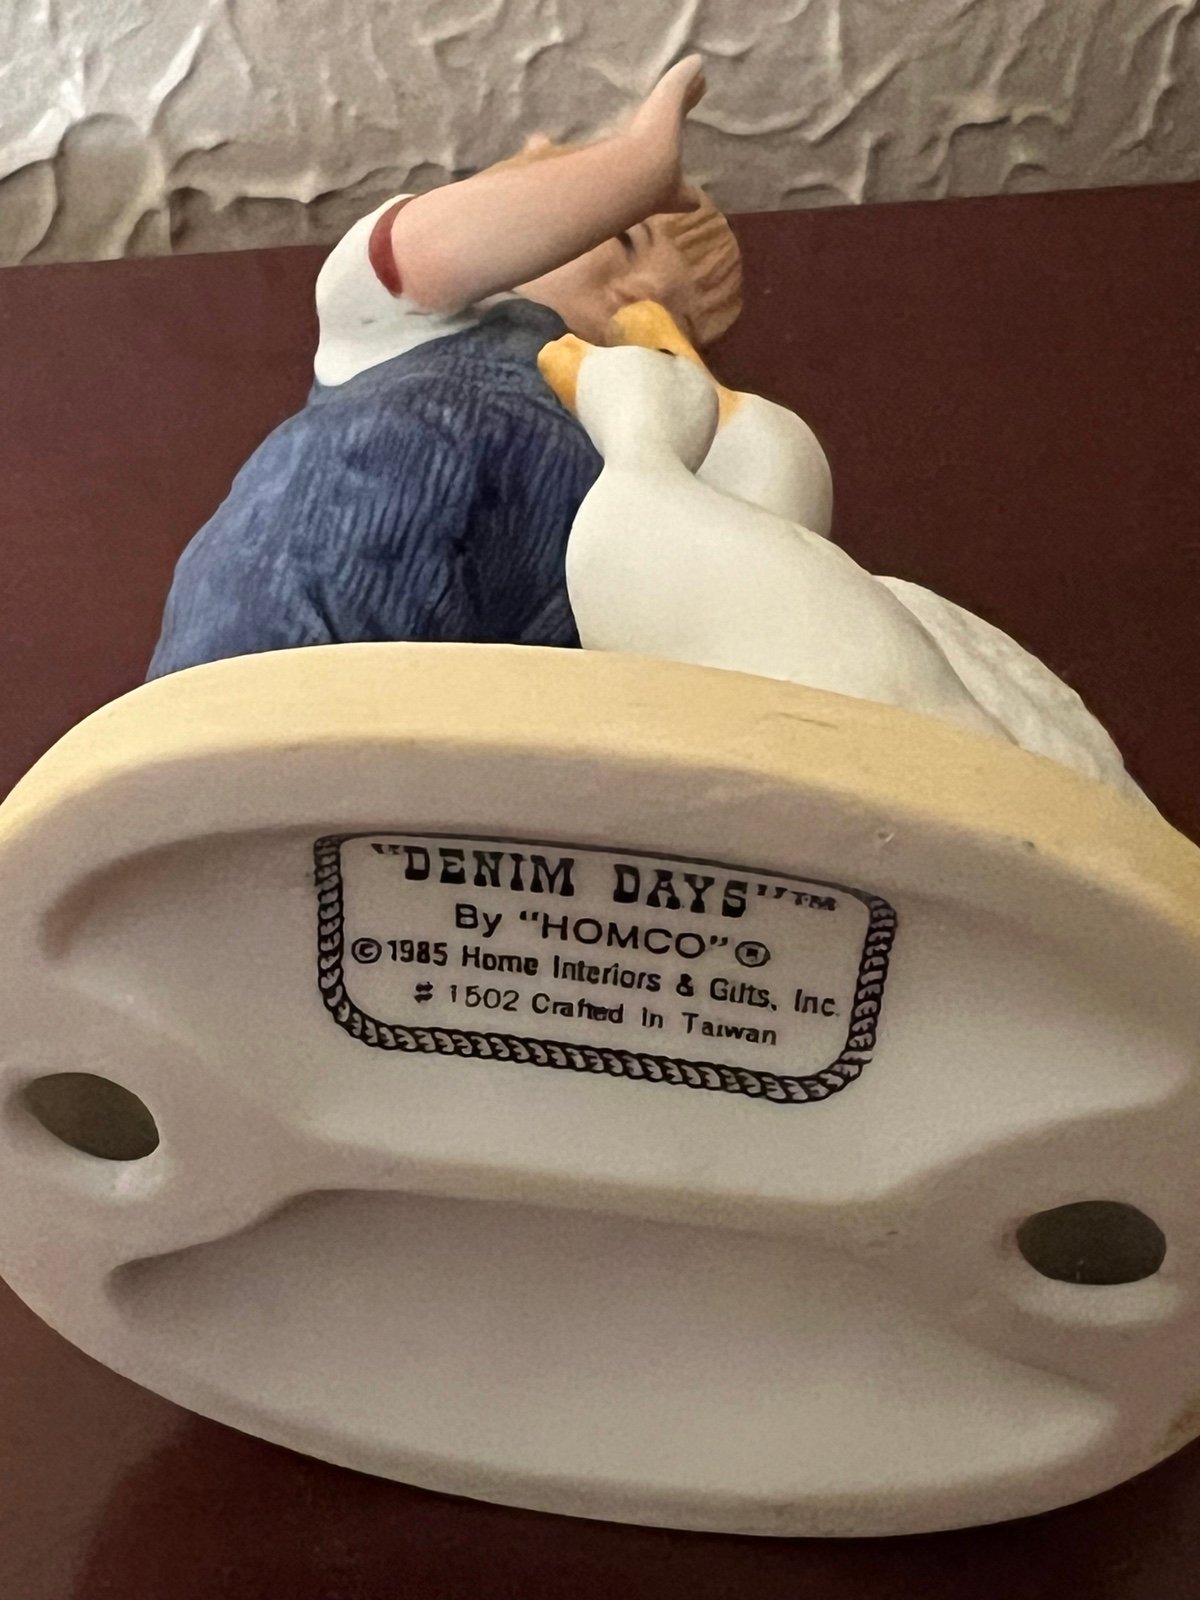 "DENIM DAYS"™
By "HOMCO"®
©1985 Home Interiors & Gifts, Inc.
# 1502 Crafted In Taiwan